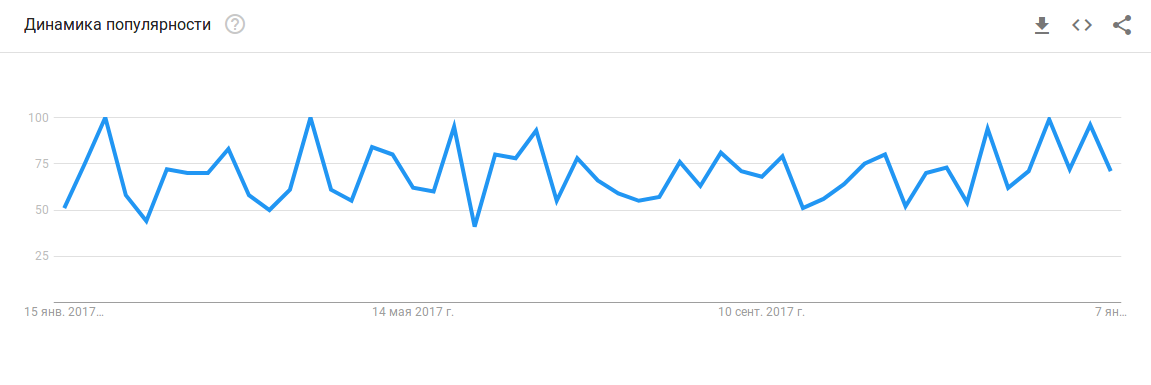 Динамика популярности
100
75
50
25
15 янв. 2017…
14 мая 2017 г.
10 сент. 2017 г.
7 ян…